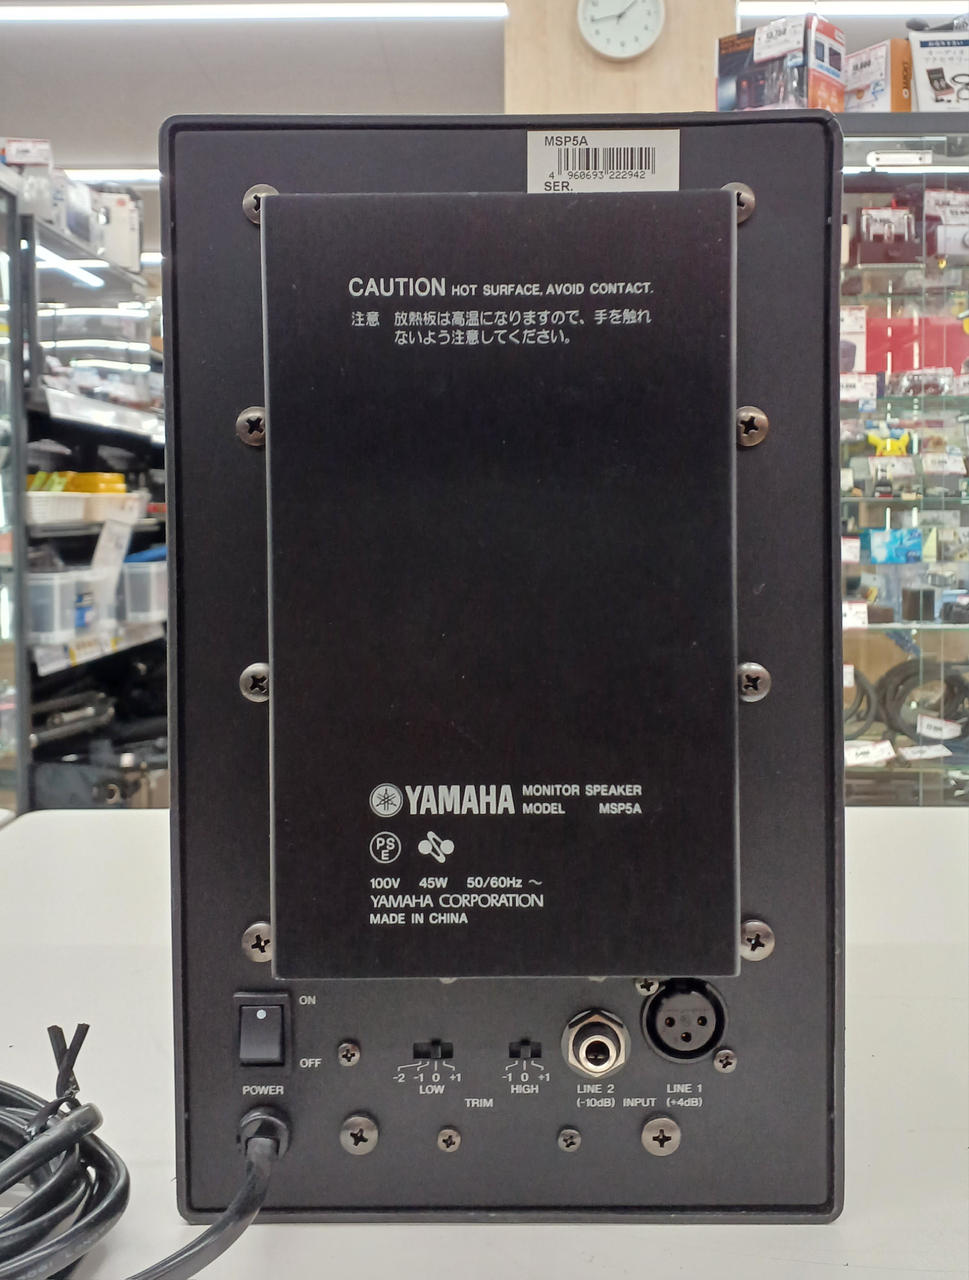 MSP5A
4 960693 222942
SER.
CAUTION HOT SURFACE, AVOID CONTACT.
注意 放熱板は高温になりますので、手を触れ
ないよう注意してください。
YAMAHA MONITOR SPEAKER
MODEL MSP5A
PSE
100V 45W 50/60Hz ～
YAMAHA CORPORATION
MADE IN CHINA
ON
OFF
POWER
-2 -1 0 +1
LOW
-1 0 +1
HIGH
TRIM
LINE 2
(-10dB)
INPUT
LINE 1
(+4dB)